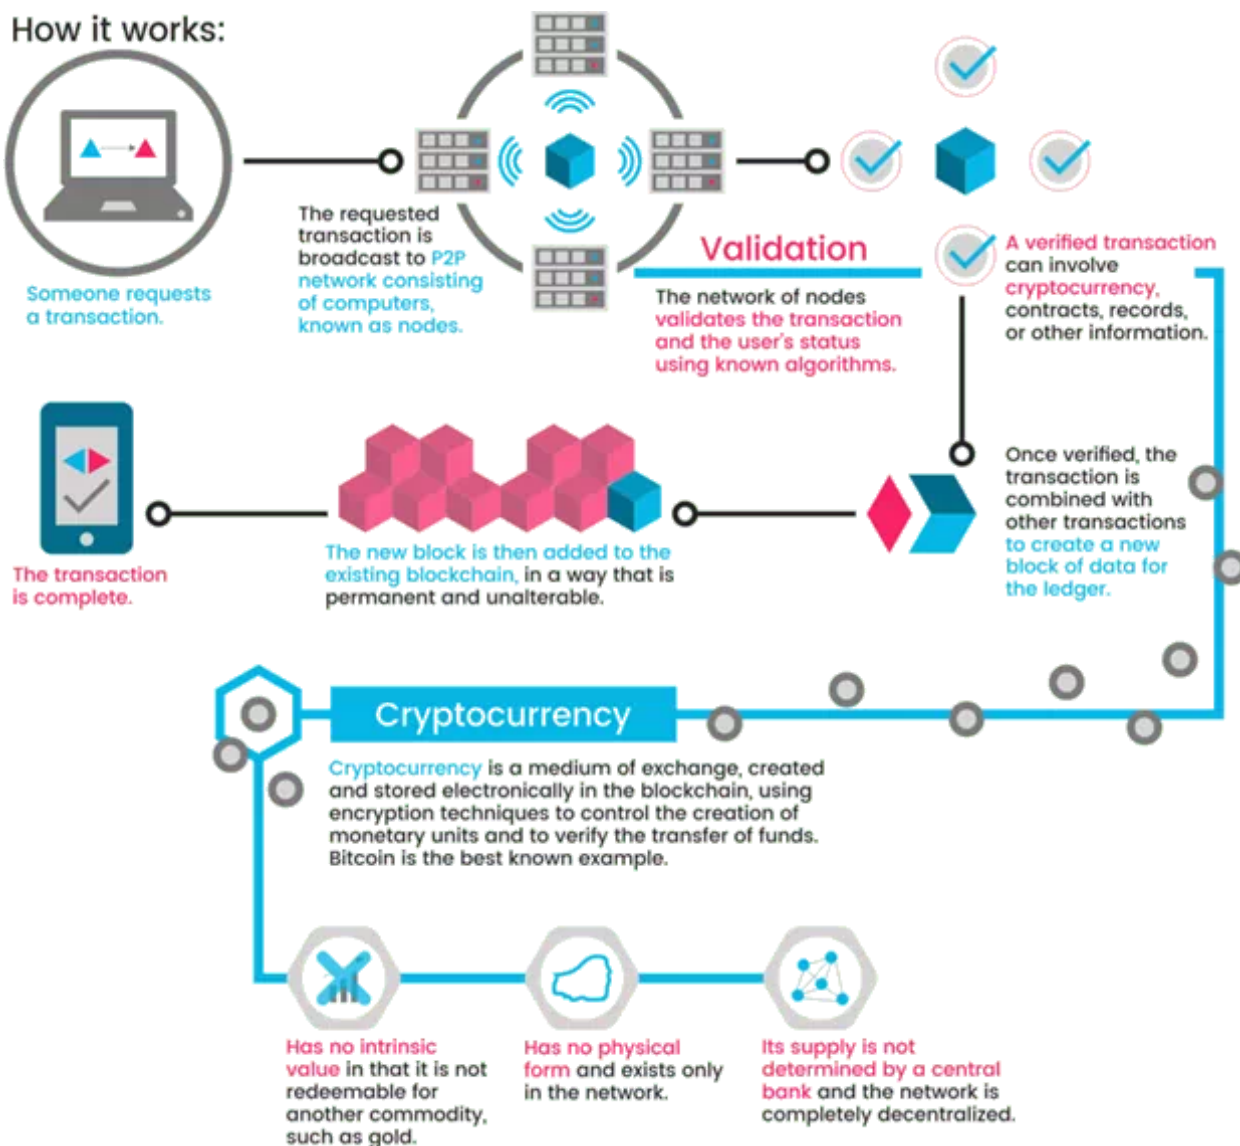 How it works:
Someone requests
a transaction.
The requested
transaction is
broadcast to P2P
network consisting
of computers,
known as nodes.
Validation
The network of nodes
validates the transaction
and the user's status
using known algorithms.
A verified transaction
can involve
cryptocurrency,
contracts, records,
or other information.
Once verified, the
transaction is
combined with
other transactions
to create a new
block of data for
the ledger.
The new block is then added to the
existing blockchain, in a way that is
permanent and unalterable.
The transaction
is complete.
Cryptocurrency
Cryptocurrency is a medium of exchange, created
and stored electronically in the blockchain, using
encryption techniques to control the creation of
monetary units and to verify the transfer of funds.
Bitcoin is the best known example.
Has no intrinsic
value in that it is not
redeemable for
another commodity,
such as gold.
Has no physical
form and exists only
in the network.
Its supply is not
determined by a central
bank and the network is
completely decentralized.